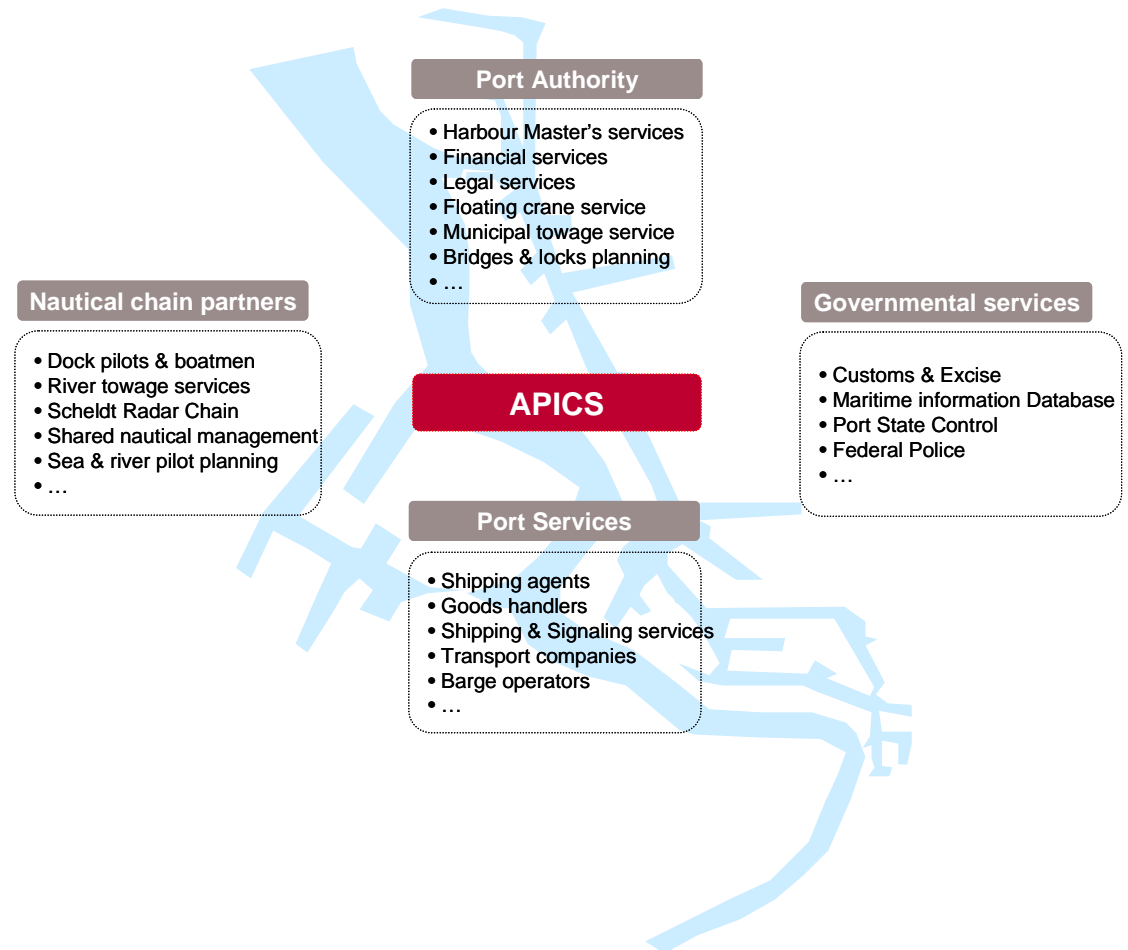 Port Authority
• Harbour Master's services
• Financial services
• Legal services
• Floating crane service
• Municipal towage service
• Bridges & locks planning
• …
Nautical chain partners
• Dock pilots & boatmen
• River towage services
• Scheldt Radar Chain
• Shared nautical management
• Sea & river pilot planning
• …
APICS
Governmental services
• Customs & Excise
• Maritime information Database
• Port State Control
• Federal Police
• …
Port Services
• Shipping agents
• Goods handlers
• Shipping & Signaling services
• Transport companies
• Barge operators
• …